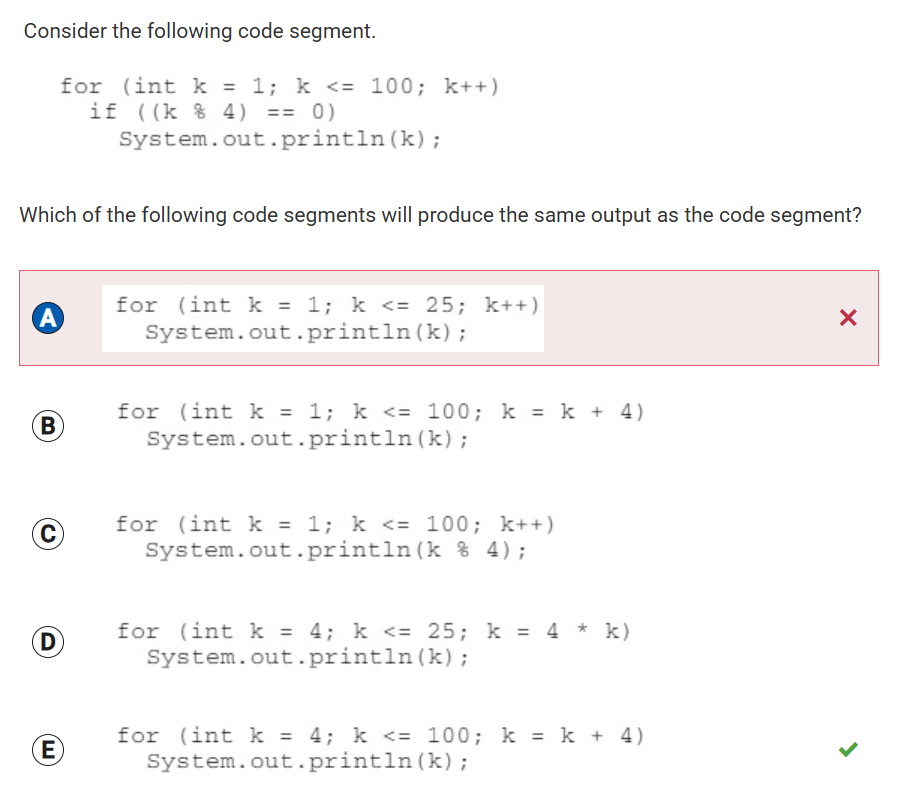 Consider the following code segment.
for (int k = 1; k <= 100; k++)
if ((k % 4) == 0)
System.out.println(k);
Which of the following code segments will produce the same output as the code segment?
A
for (int k = 1; k <= 25; k++)
System.out.println(k);
B
for (int k = 1; k <= 100; k = k + 4)
System.out.println(k);
C
for (int k = 1; k <= 100; k++)
System.out.println(k % 4);
D
for (int k = 4; k <= 25; k = 4 * k)
System.out.println(k);
E
for (int k = 4; k <= 100; k = k + 4)
System.out.println(k);